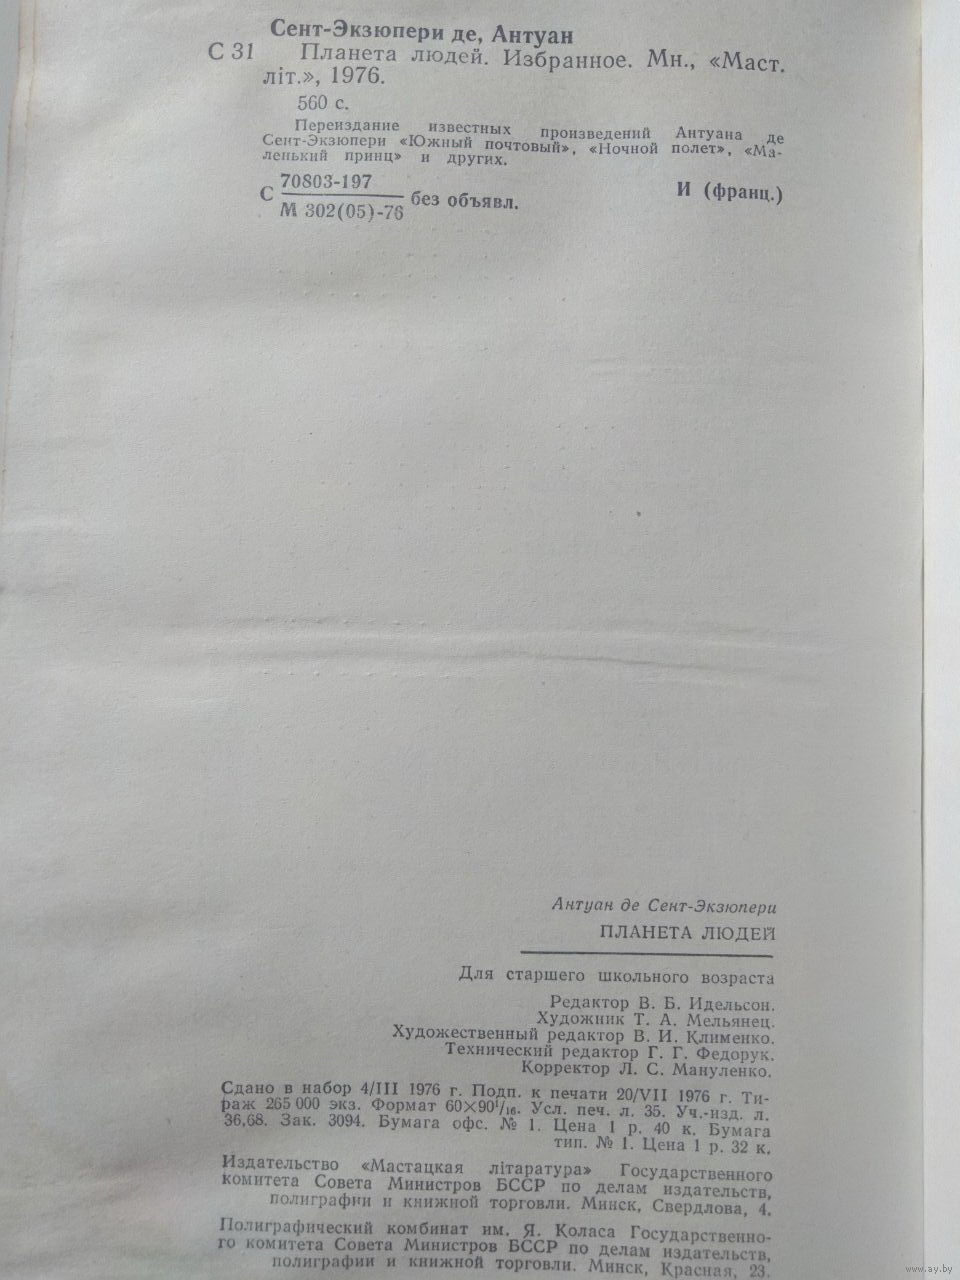 Сент-Экзюпери де, Антуан
С 31 Планета людей. Избранное. Мн., «Маст.
літ.», 1976.
560 с.
Переиздание известных произведений Антуана де
Сент-Экзюпери «Южный почтовый», «Ночной полет», «Ма-
ленький принц» и других.
С 70803-197 без объявл. И (франц.)
М 302(05)-76
Антуан де Сент-Экзюпери
ПЛАНЕТА ЛЮДЕЙ
Для старшего школьного возраста
Редактор В. Б. Идельсон.
Художник Т. А. Мельянец.
Художественный редактор В. И. Клименко.
Технический редактор Г. Г. Федорук.
Корректор Л. С. Мануленко.
Сдано в набор 4/III 1976 г. Подп. к печати 20/VII 1976 г. Ти-
раж 265 000 экз. Формат 60×90¹/₁₆. Усл. печ. л. 35. Уч.-изд. л.
36,68. Зак. 3094. Бумага офс. № 1. Цена 1 р. 40 к. Бумага
тип. № 1. Цена 1 р. 32 к.
Издательство «Мастацкая літаратура» Государственного
комитета Совета Министров БССР по делам издательств,
полиграфии и книжной торговли. Минск, Свердлова, 4.
Полиграфический комбинат им. Я. Коласа Государственно-
го комитета Совета Министров БССР по делам издательств,
полиграфии и книжной торговли. Минск, Красная, 23.
www.ay.by